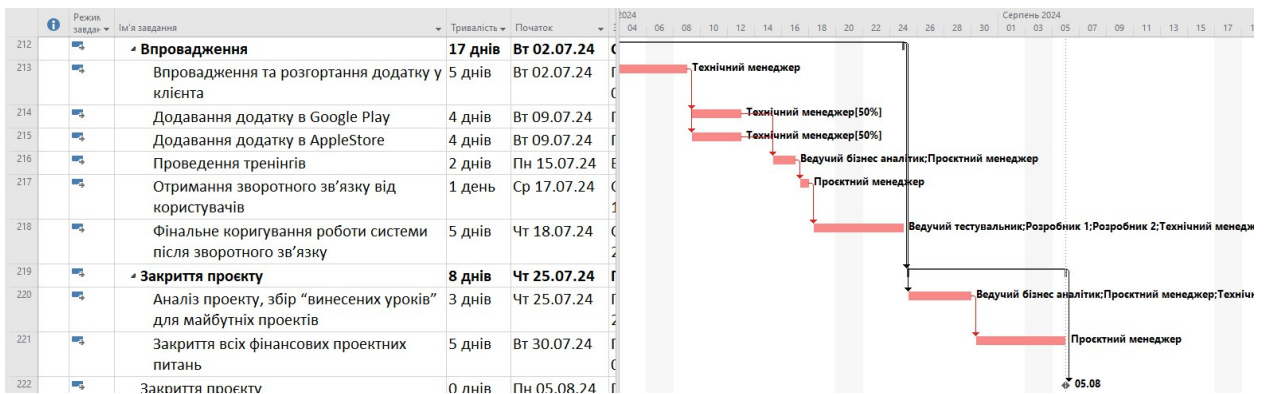 Режим завдан Ім'я завдання Тривалість Початок
2024 Серпень 2024
04 06 08 10 12 14 16 18 20 22 24 26 28 30 01 03 05 07 09 11 13 15 17
212 Впровадження 17 днів Вт 02.07.24
213 Впровадження та розгортання додатку у клієнта 5 днів Вт 02.07.24 Технічний менеджер
214 Додавання додатку в Google Play 4 днів Вт 09.07.24 Технічний менеджер[50%]
215 Додавання додатку в AppleStore 4 днів Вт 09.07.24 Технічний менеджер[50%]
216 Проведення тренінгів 2 днів Пн 15.07.24 Ведучий бізнес аналітик;Проєктний менеджер
217 Отримання зворотного зв’язку від користувачів 1 день Ср 17.07.24 Проєктний менеджер
218 Фінальне коригування роботи системи після зворотного зв’язку 5 днів Чт 18.07.24 Ведучий тестувальник;Розробник 1;Розробник 2;Технічний менедж
219 Закриття проєкту 8 днів Чт 25.07.24
220 Аналіз проекту, збір “винесених уроків” для майбутніх проектів 3 днів Чт 25.07.24 Ведучий бізнес аналітик;Проєктний менеджер;Техніч
221 Закриття всіх фінансових проектних питань 5 днів Вт 30.07.24 Проєктний менеджер
222 Закриття проєкту 0 днів Пн 05.08.24 05.08